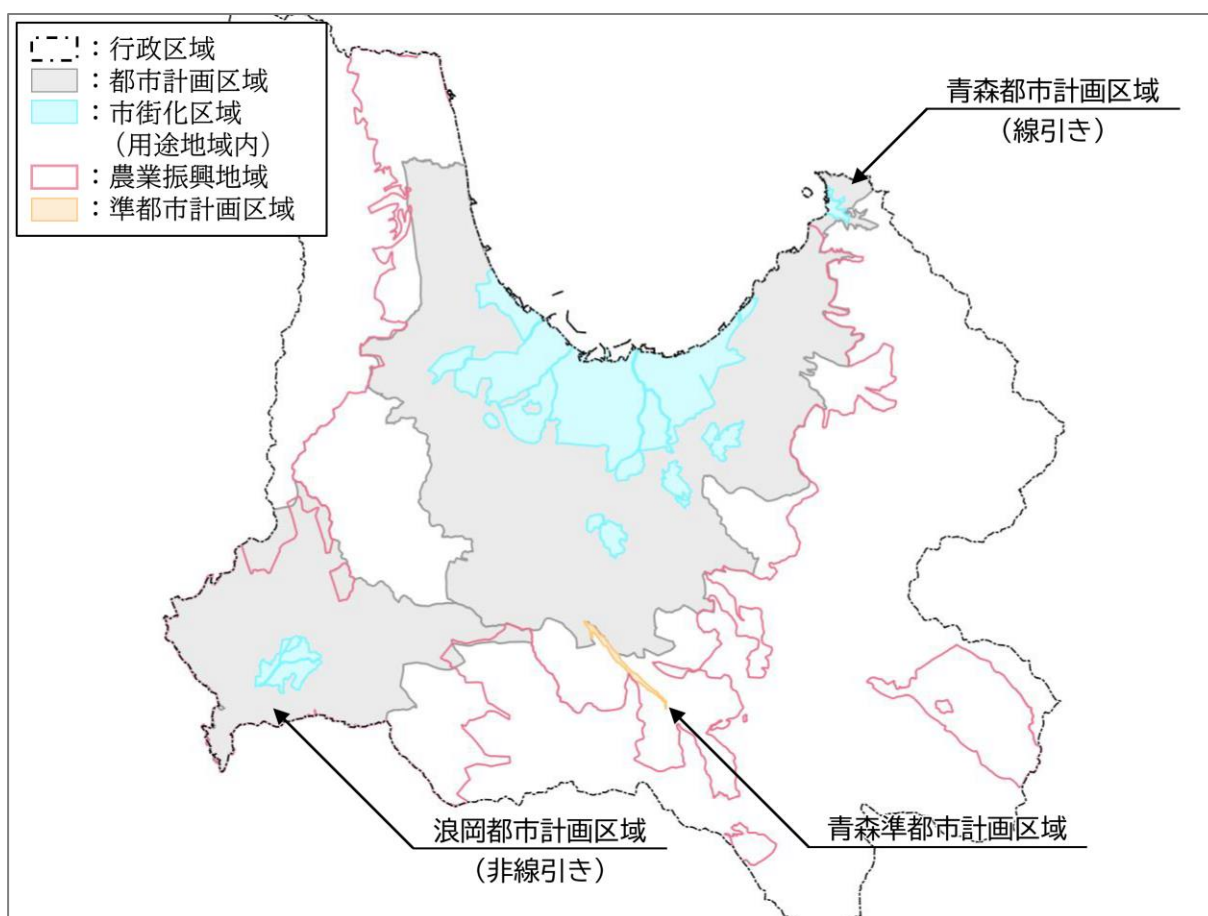 ：行政区域
：都市計画区域
：市街化区域
（用途地域内）
：農業振興地域
：準都市計画区域
青森都市計画区域
（線引き）
浪岡都市計画区域
（非線引き）
青森準都市計画区域